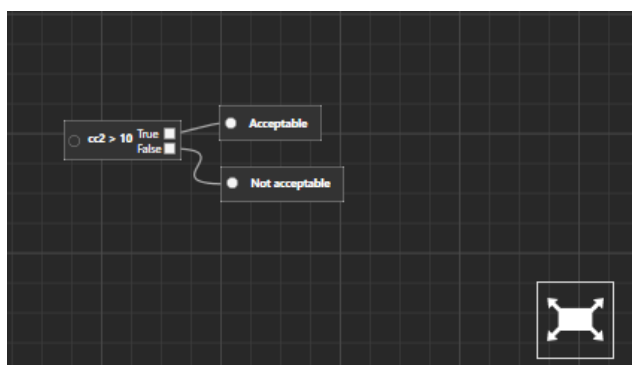 cc2 > 10
True
False
Acceptable
Not acceptable